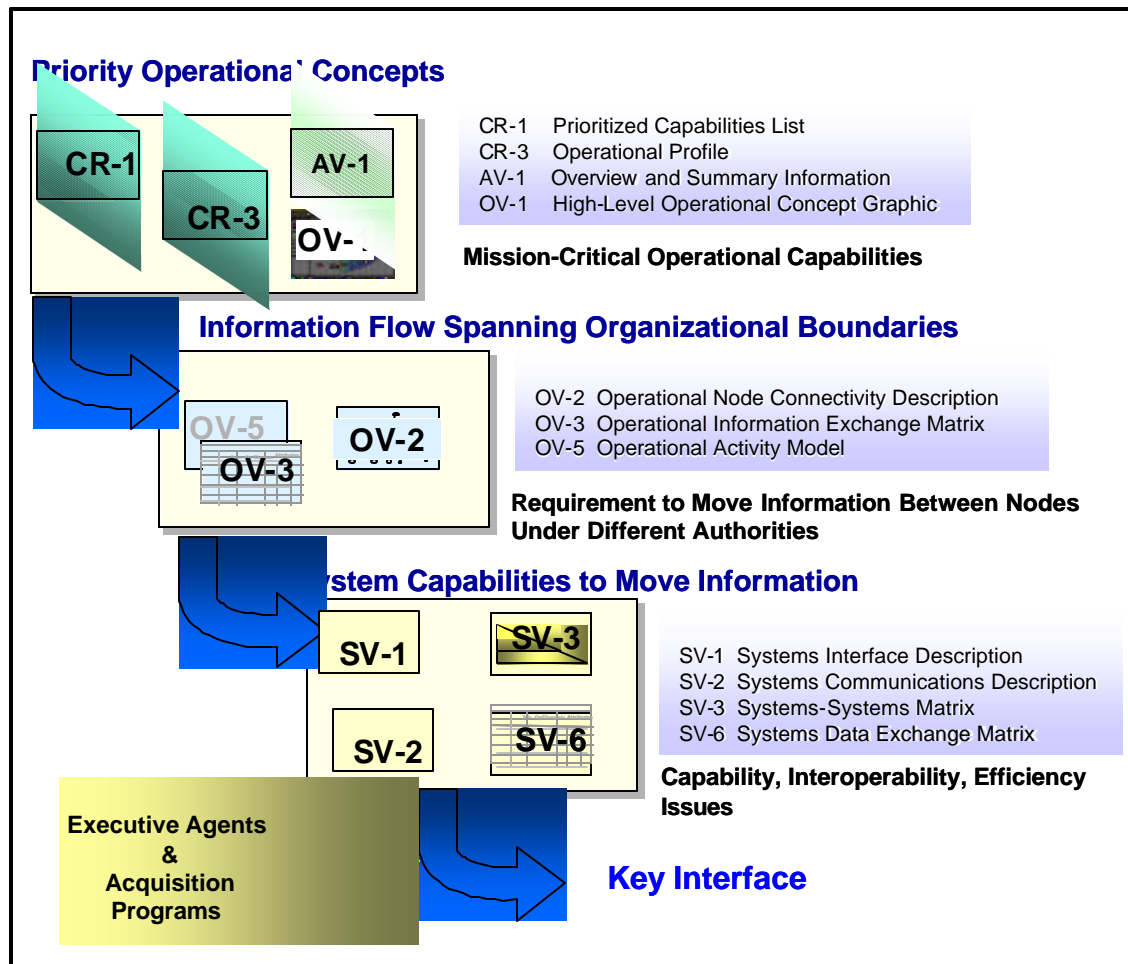 Priority Operational Concepts
CR-1
CR-3
AV-1
OV-1
CR-1 Prioritized Capabilities List
CR-3 Operational Profile
AV-1 Overview and Summary Information
OV-1 High-Level Operational Concept Graphic
Mission-Critical Operational Capabilities
Information Flow Spanning Organizational Boundaries
OV-5
OV-3
OV-2
OV-2 Operational Node Connectivity Description
OV-3 Operational Information Exchange Matrix
OV-5 Operational Activity Model
Requirement to Move Information Between Nodes
Under Different Authorities
System Capabilities to Move Information
SV-1
SV-3
SV-2
SV-6
SV-1 Systems Interface Description
SV-2 Systems Communications Description
SV-3 Systems-Systems Matrix
SV-6 Systems Data Exchange Matrix
Capability, Interoperability, Efficiency
Issues
Executive Agents
&
Acquisition
Programs
Key Interface